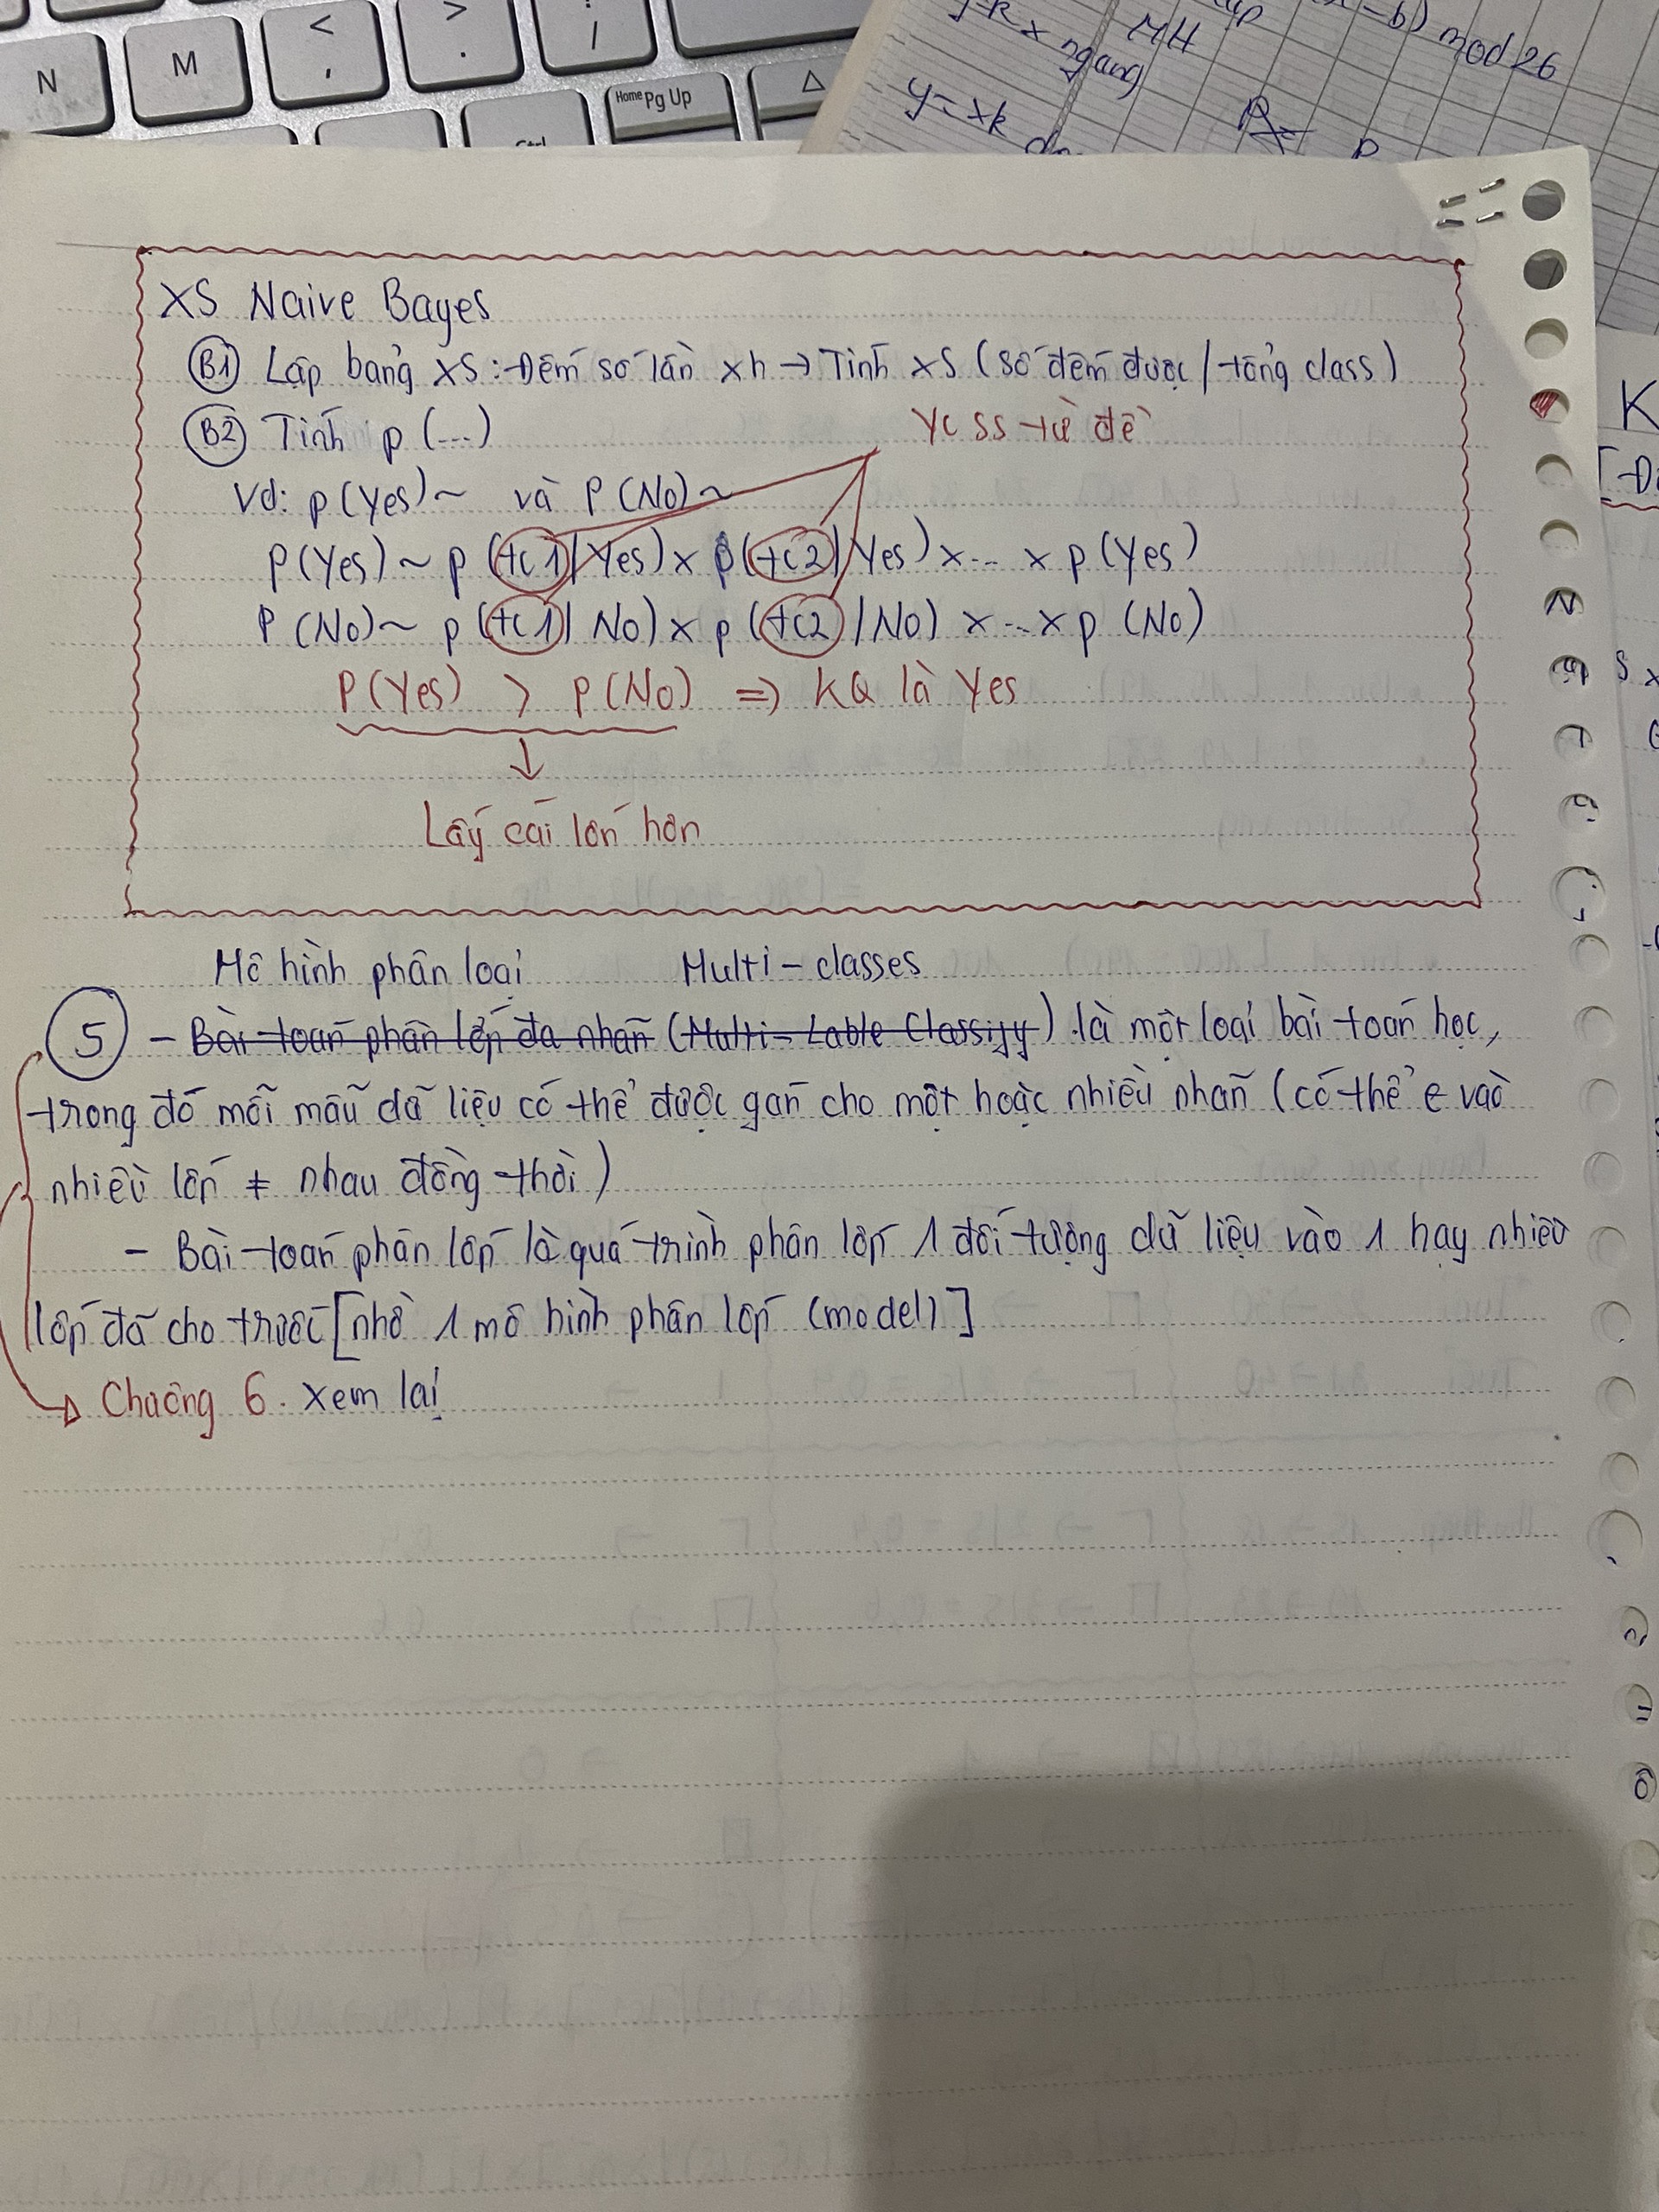 N
M
<
,
>
.
/
Home Pg Up
Ctrl
x ngang
MH
y = xk
-b) mod 26
XS Naive Bayes
B1 Lập bảng XS: Đếm số lần xh → Tính XS (số đếm được / tổng class)
B2 Tính p (...)
YC SS từ đề
Vd: p(Yes) ~ và P(No) ~
P(Yes) ~ p (tc1 | Yes) x p(tc2 | Yes) x ... x p(Yes)
P(No) ~ p (tc1 | No) x p (tc2 | No) x ... x p (No)
P(Yes) > P(No) => KQ là Yes
↓
Lấy cái lớn hơn
Mô hình phân loại Multi - classes
5 - Bài toán phân lớp đa nhãn (Multi - Lable Classify) là một loại bài toán học,
trong đó mỗi mẫu dữ liệu có thể được gán cho một hoặc nhiều nhãn (có thể ∈ vào
nhiều lớp ≠ nhau đồng thời)
- Bài toán phân lớp là quá trình phân lớp 1 đối tượng dữ liệu vào 1 hay nhiều
lớp đã cho trước [nhờ 1 mô hình phân lớp (model)]
→ Chương 6. Xem lại